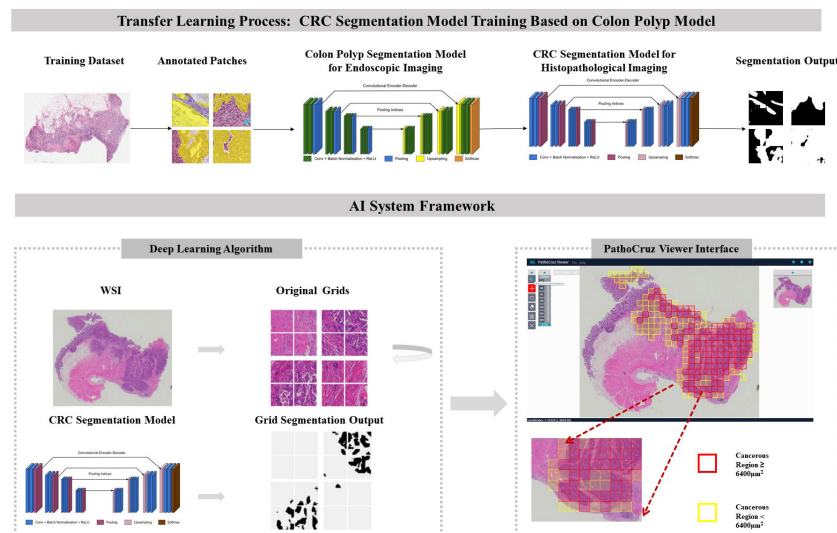 Transfer Learning Process: CRC Segmentation Model Training Based on Colon Polyp Model
Training Dataset
Annotated Patches
Colon Polyp Segmentation Model
for Endoscopic Imaging
CRC Segmentation Model for
Histopathological Imaging
Segmentation Output
Convolutional Encoder-Decoder
Pooling Indices
Conv + Batch Normalisation + ReLU
Pooling
Upsampling
Softmax
Convolutional Encoder-Decoder
Pooling Indices
Conv + Batch Normalisation + ReLU
Pooling
Upsampling
Softmax
AI System Framework
Deep Learning Algorithm
WSI
Original Grids
CRC Segmentation Model
Grid Segmentation Output
Convolutional Encoder-Decoder
Pooling Indices
Conv + Batch Normalisation + ReLU
Pooling
Upsampling
Softmax
PathoCruz Viewer Interface
PathoCruz Viewer
Cancerous
Region ≥
6400μm²
Cancerous
Region <
6400μm²